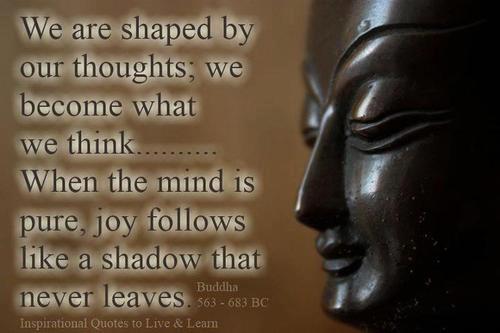 We are shaped by
our thoughts; we
become what
we think..........
When the mind is
pure, joy follows
like a shadow that
never leaves.
Buddha
563 - 683 BC
Inspirational Quotes to Live & Learn